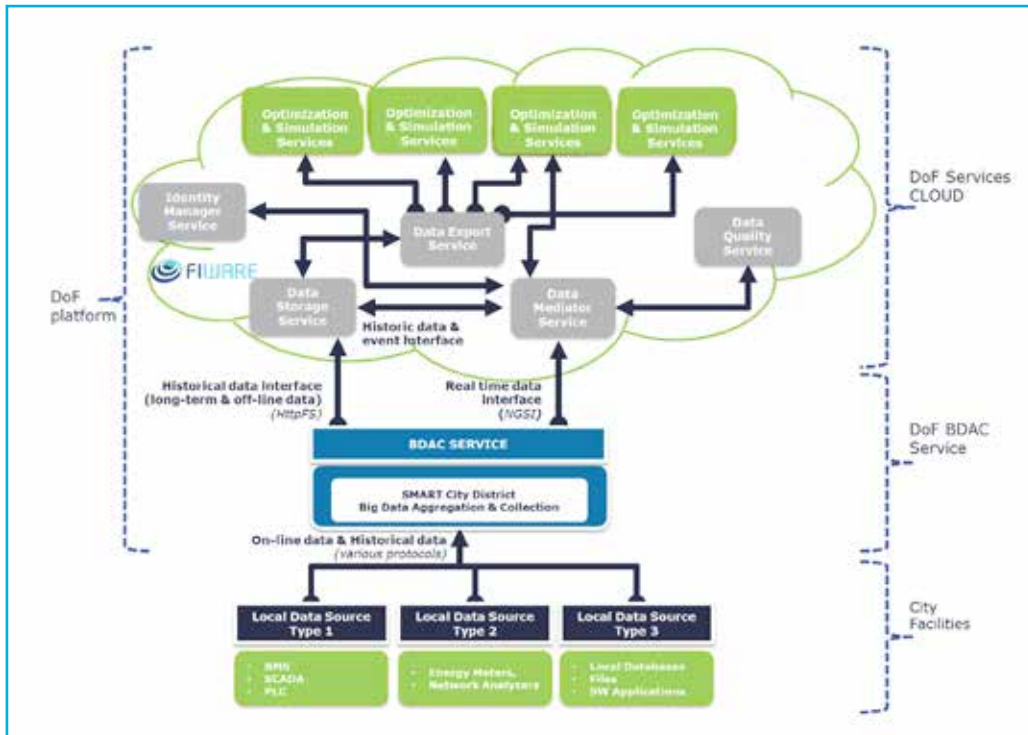 Optimization
& Simulation
Services
Optimization
& Simulation
Services
Optimization
& Simulation
Services
Optimization
& Simulation
Services
DoF Services
CLOUD
Identity
Manager
Service
Data Export
Service
Data
Quality
Service
FIWARE
DoF
platform
Data
Storage
Service
Data
Mediator
Service
Historic data &
event interface
Historical data interface
(long-term & off-line data)
(HttpFS)
Real time data
interface
(NGSI)
BDAC SERVICE
DoF BDAC
Service
SMART City District
Big Data Aggregation & Collection
On-line data & Historical data
(various protocols)
Local Data Source
Type 1
Local Data Source
Type 2
Local Data Source
Type 3
City
Facilities
• BMS
• SCADA
• PLC
• Energy Meters,
• Network Analyzers
• Local Databases
• Files
• SW Applications